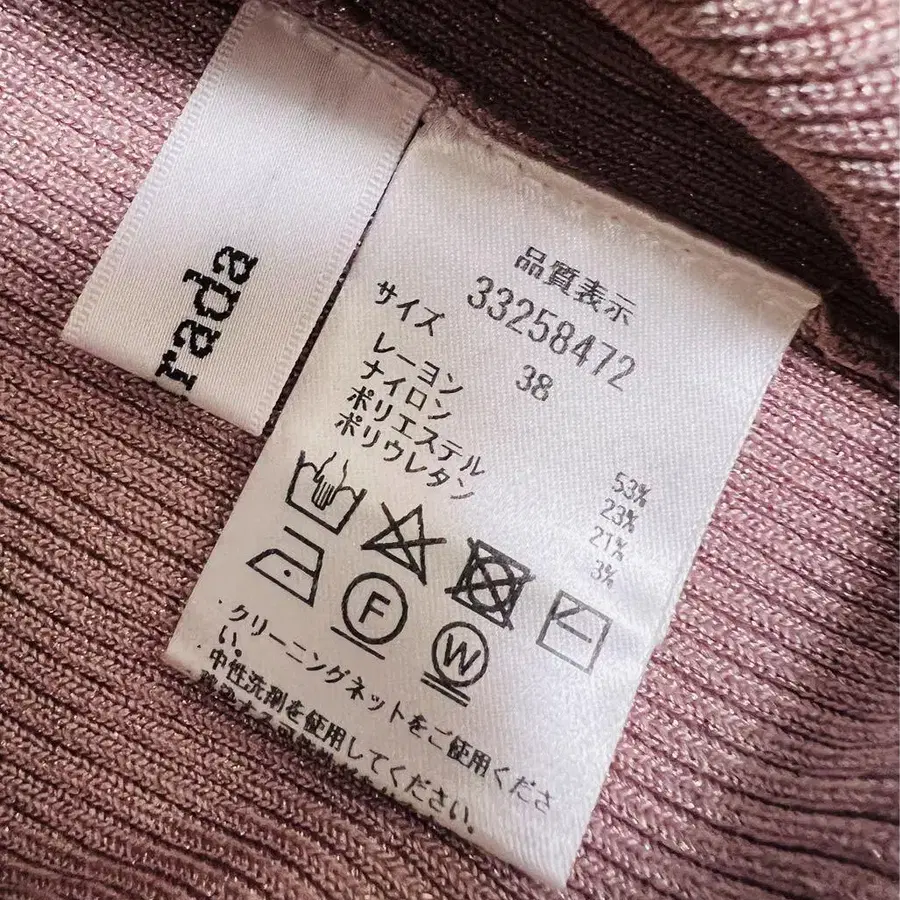 rada
品質表示
33258472
サイズ 38
レーヨン 53%
ナイロン 23%
ポリエステル 21%
ポリウレタン 3%
F
W
・クリーニングネットをご使用くださ
い。
・中性洗剤を使用してください。